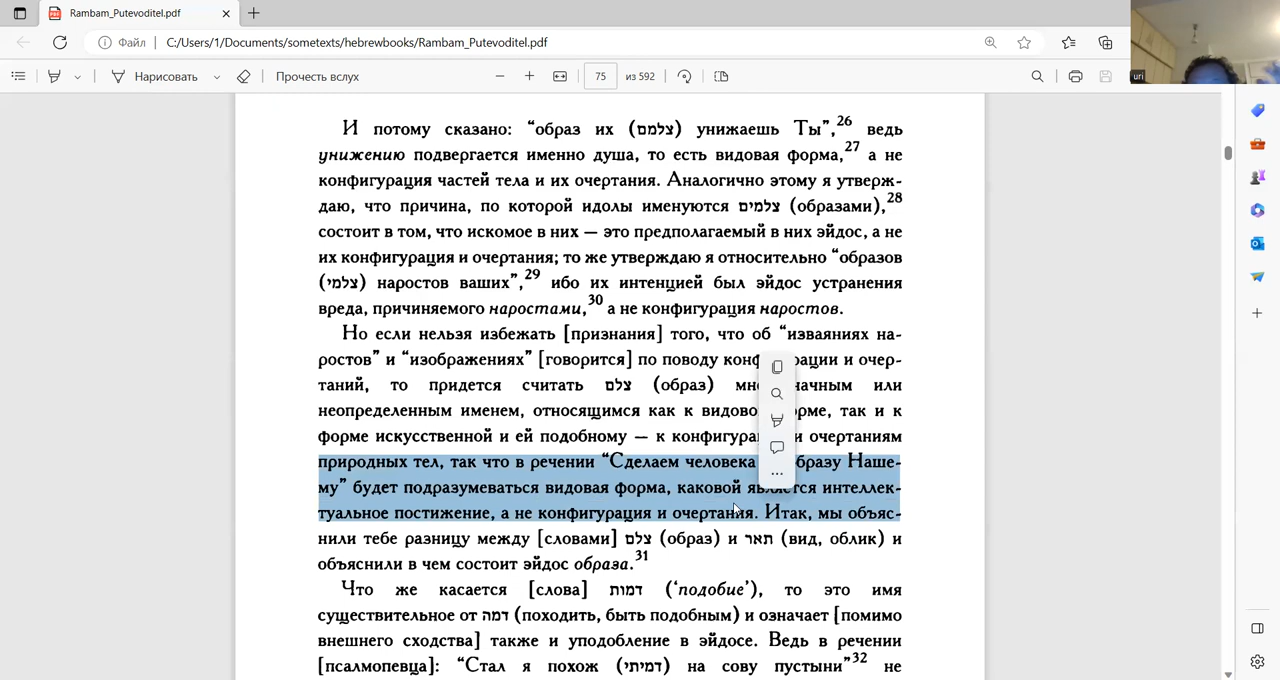 Rambam_Putevoditel.pdf
Файл C:/Users/1/Documents/sometexts/hebrewbooks/Rambam_Putevoditel.pdf
Нарисовать Прочесть вслух 75 из 592 uri
И потому сказано: “образ их (צלמם) унижаешь Ты”,26 ведь
унижению подвергается именно душа, то есть видовая форма,27 а не
конфигурация частей тела и их очертания. Аналогично этому я утверж-
даю, что причина, по которой идолы именуются צלמים (образами),28
состоит в том, что искомое в них — это предполагаемый в них эйдос, а не
их конфигурация и очертания; то же утверждаю я относительно “образов
(צלמי) наростов ваших”,29 ибо их интенцией был эйдос устранения
вреда, причиняемого наростами,30 а не конфигурация наростов.
Но если нельзя избежать [признания] того, что об “изваяниях на-
ростов” и “изображениях” [говорится] по поводу и очер-
таний, то придется считать צלם (образ) или
неопределенным именем, относящимся как к так и к
форме искусственной и ей подобному — к очертаниям
природных тел, так что в речении “Сделаем человека Наше-
му” будет подразумеваться видовая форма, каковой является интеллек-
туальное постижение, а не конфигурация и очертания. Итак, мы объяс-
нили тебе разницу между [словами] צלם (образ) и תאר (вид, облик) и
объяснили в чем состоит эйдос образа.31
Что же касается [слова] דמות (‘подобие’), то это имя
существительное от דמה (походить, быть подобным) и означает [помимо
внешнего сходства] также и уподобление в эйдосе. Ведь в речении
[псалмопевца]: “Стал я похож (דמיתי) на сову пустыни”32 не